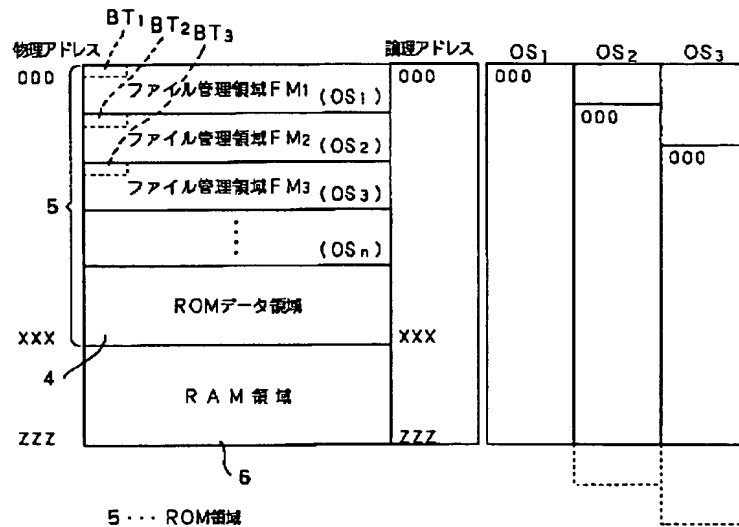 BT1 BT2 BT3
物理アドレス 論理アドレス OS1 OS2 OS3
000 ファイル管理領域FM1 (OS1) 000 000
ファイル管理領域FM2 (OS2) 000
ファイル管理領域FM3 (OS3) 000
5
(OSn)
ROMデータ領域
XXX XXX
4
RAM領域
ZZZ ZZZ
6
5・・・ROM領域